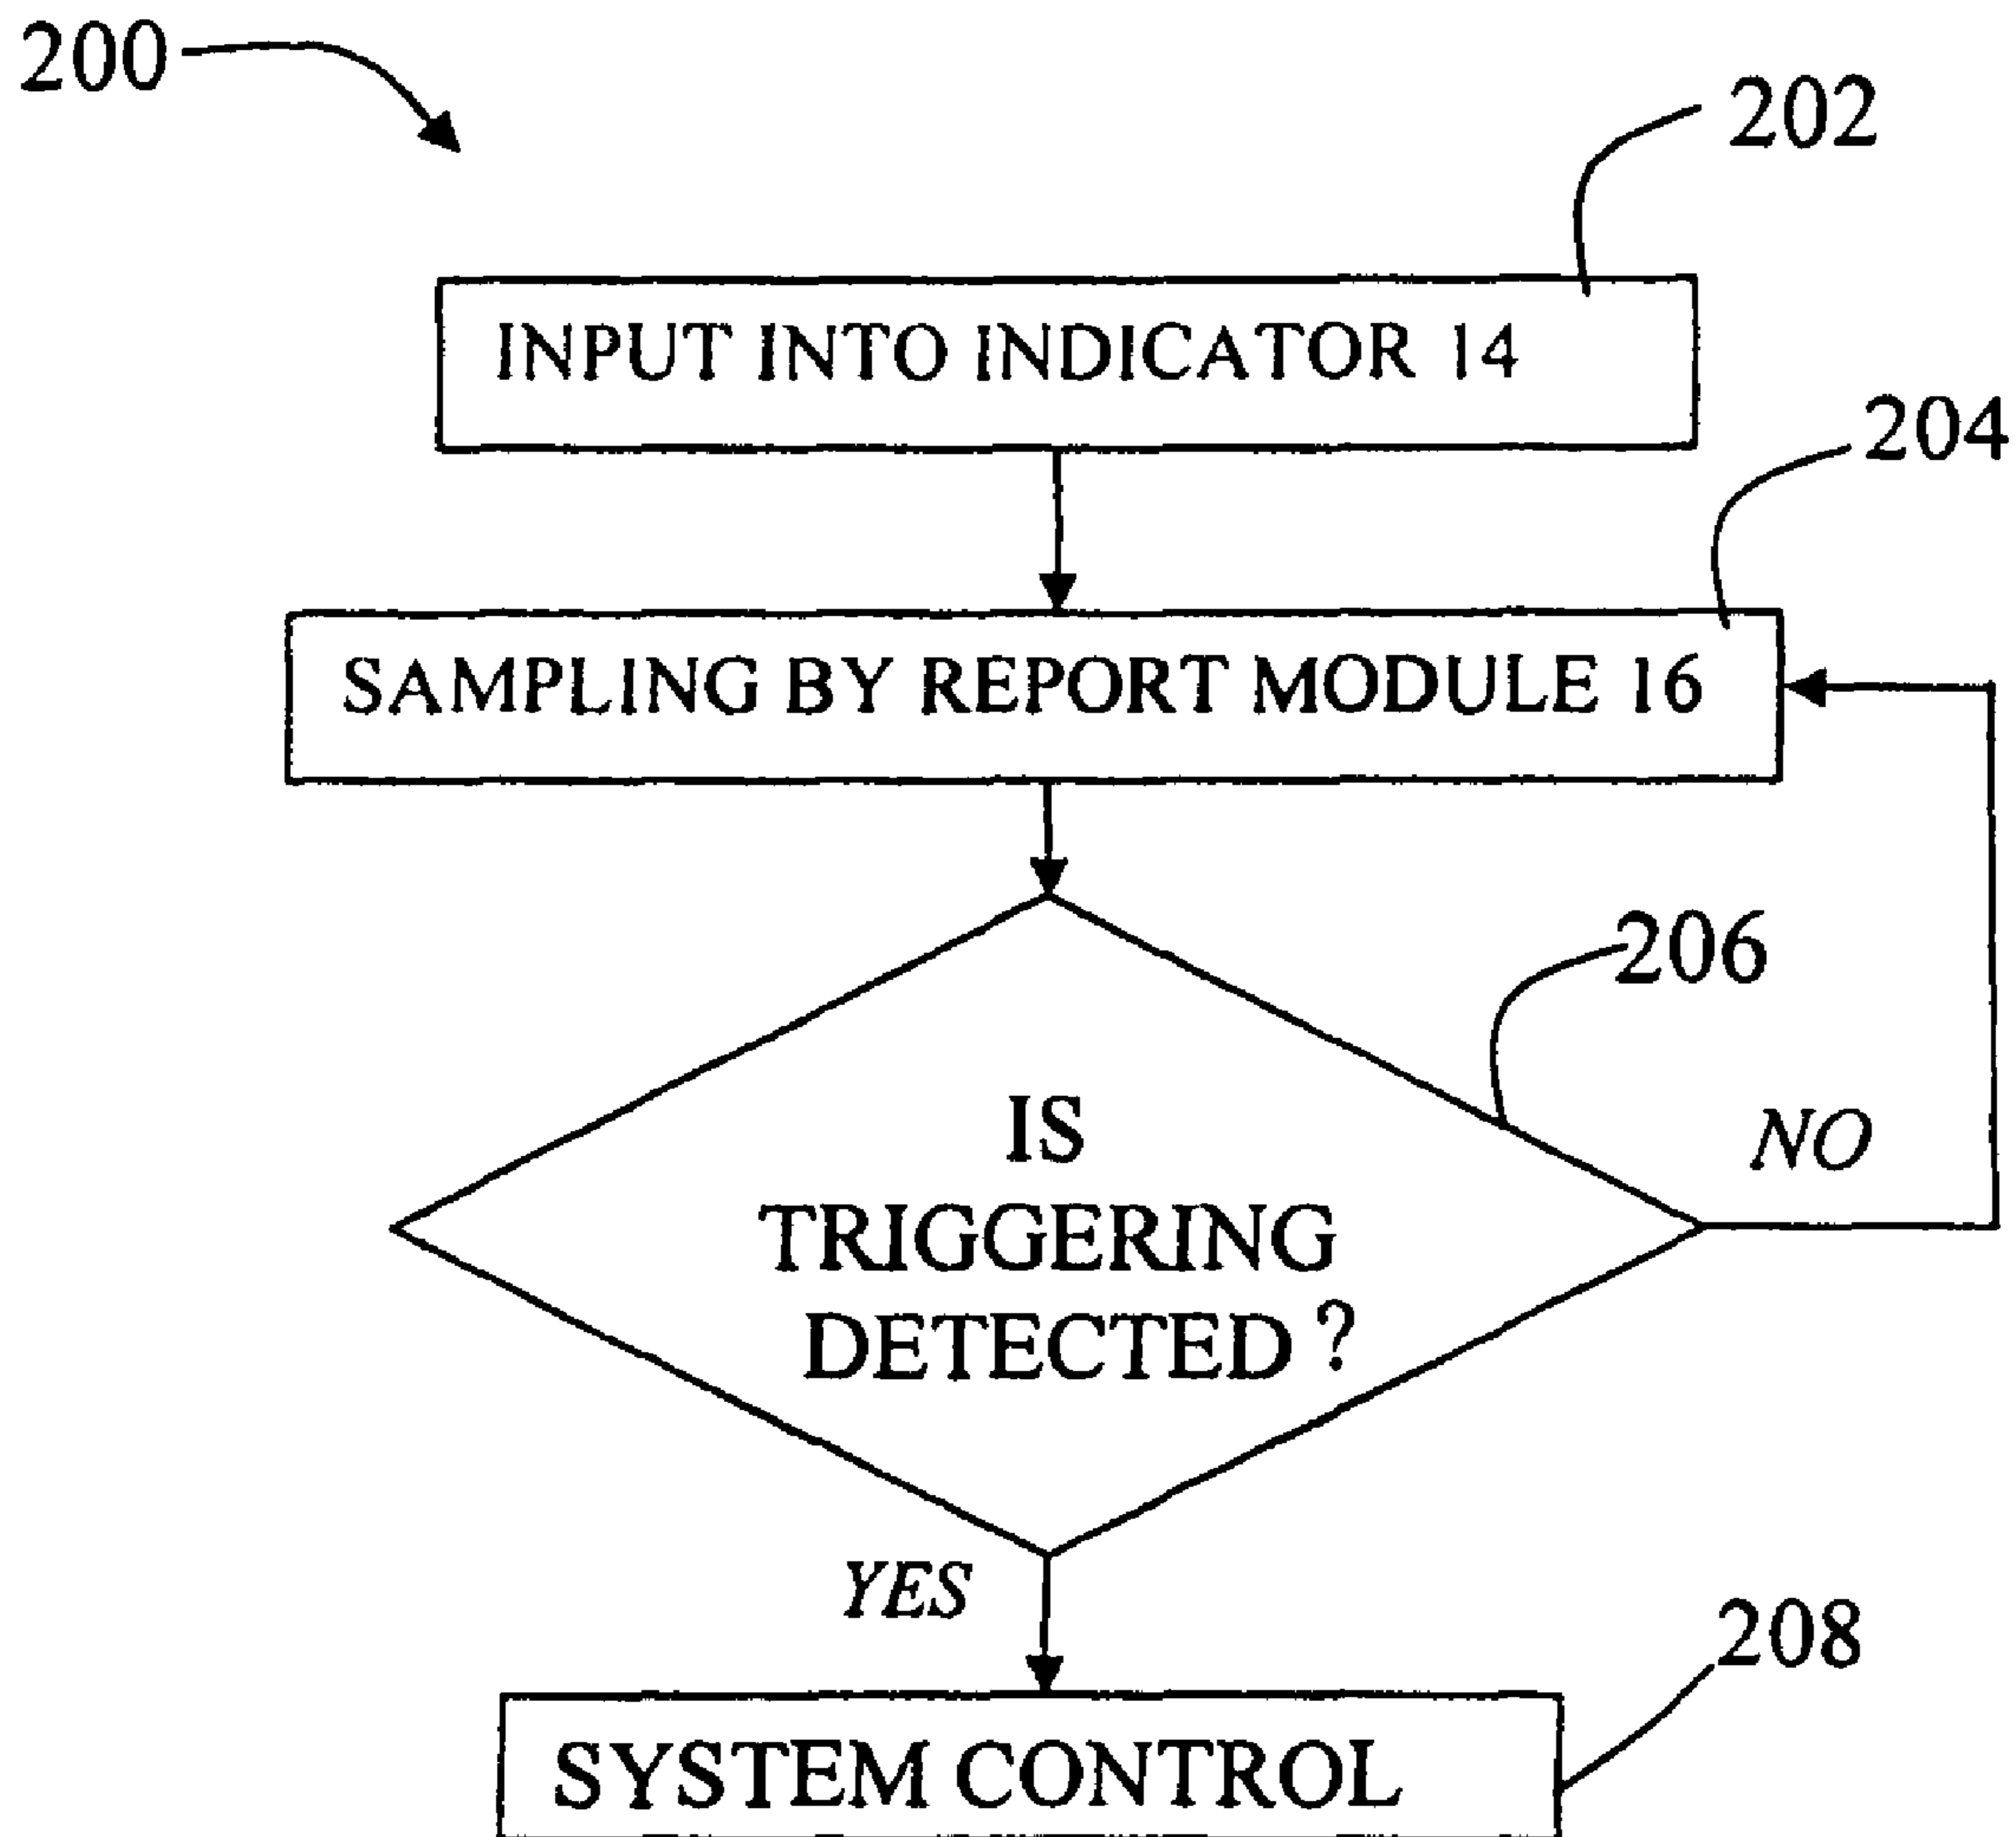 200
202
INPUT INTO INDICATOR 14
204
SAMPLING BY REPORT MODULE 16
206
IS
TRIGGERING
DETECTED?
NO
YES
208
SYSTEM CONTROL